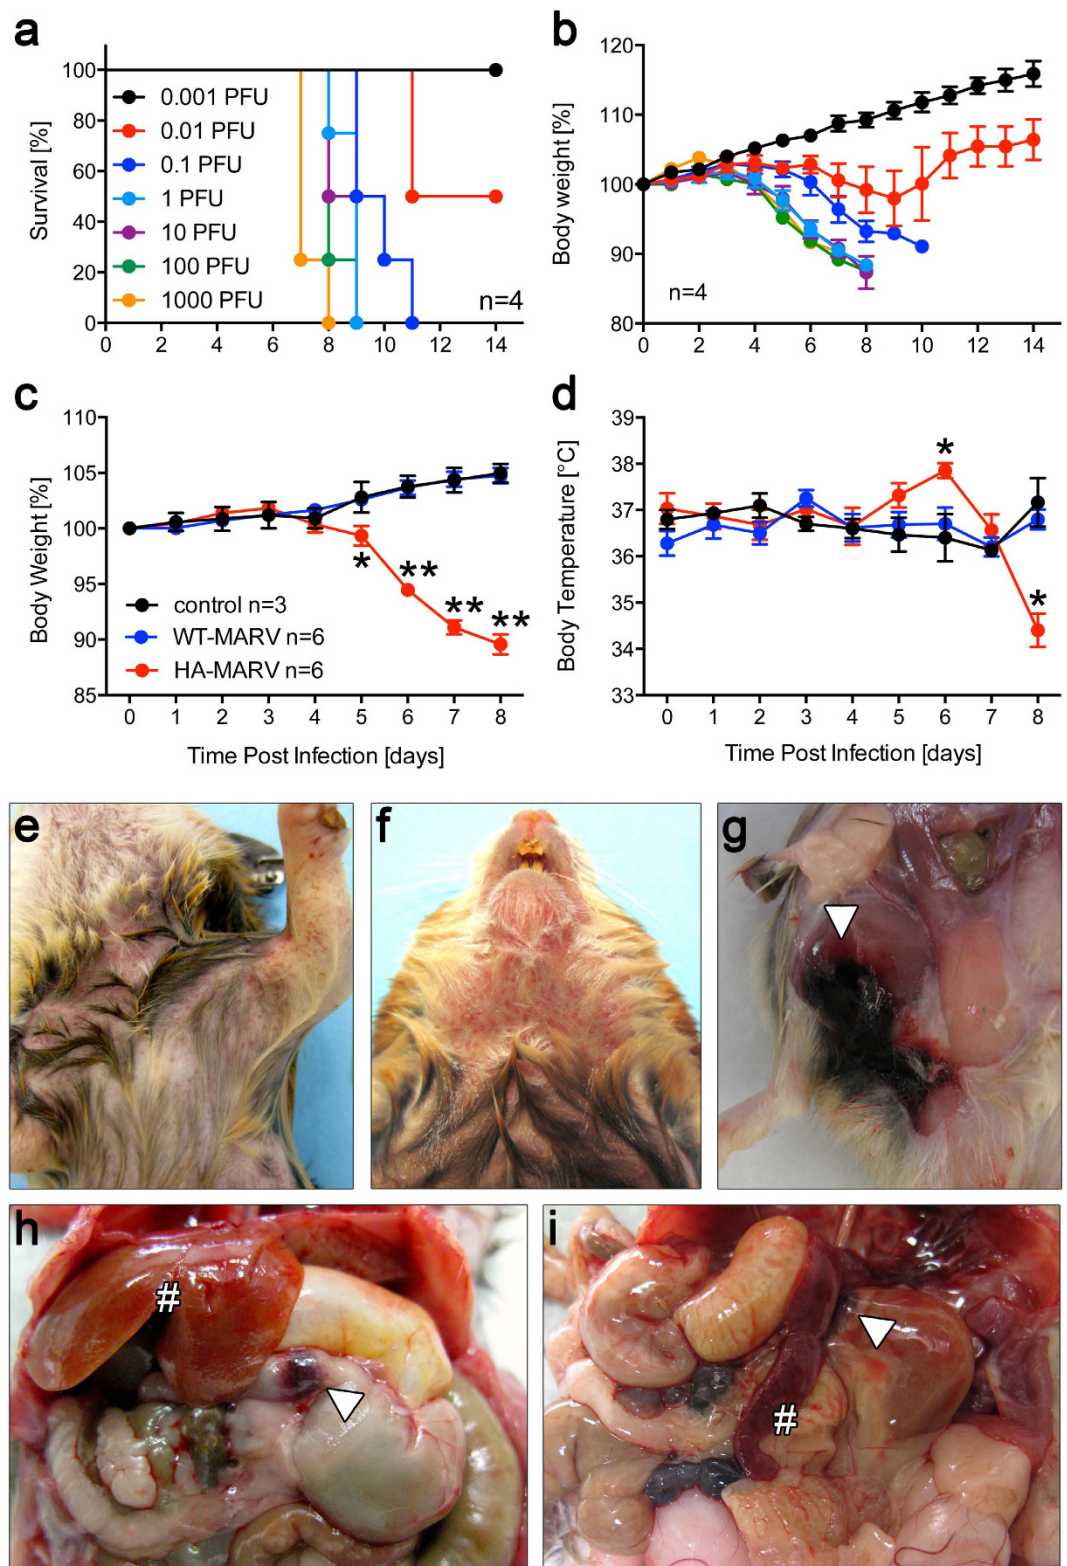 a
100
80
60
40
20
0
Survival [%]
0.001 PFU
0.01 PFU
0.1 PFU
1 PFU
10 PFU
100 PFU
1000 PFU
n=4
0 2 4 6 8 10 12 14
b
120
110
100
90
80
Body weight [%]
n=4
0 2 4 6 8 10 12 14
c
110
105
100
95
90
85
Body Weight [%]
* ** ** **
control n=3
WT-MARV n=6
HA-MARV n=6
0 1 2 3 4 5 6 7 8
Time Post Infection [days]
d
39
38
37
36
35
34
33
Body Temperature [°C]
*
*
0 1 2 3 4 5 6 7 8
Time Post Infection [days]
e
f
g
h
#
i
#